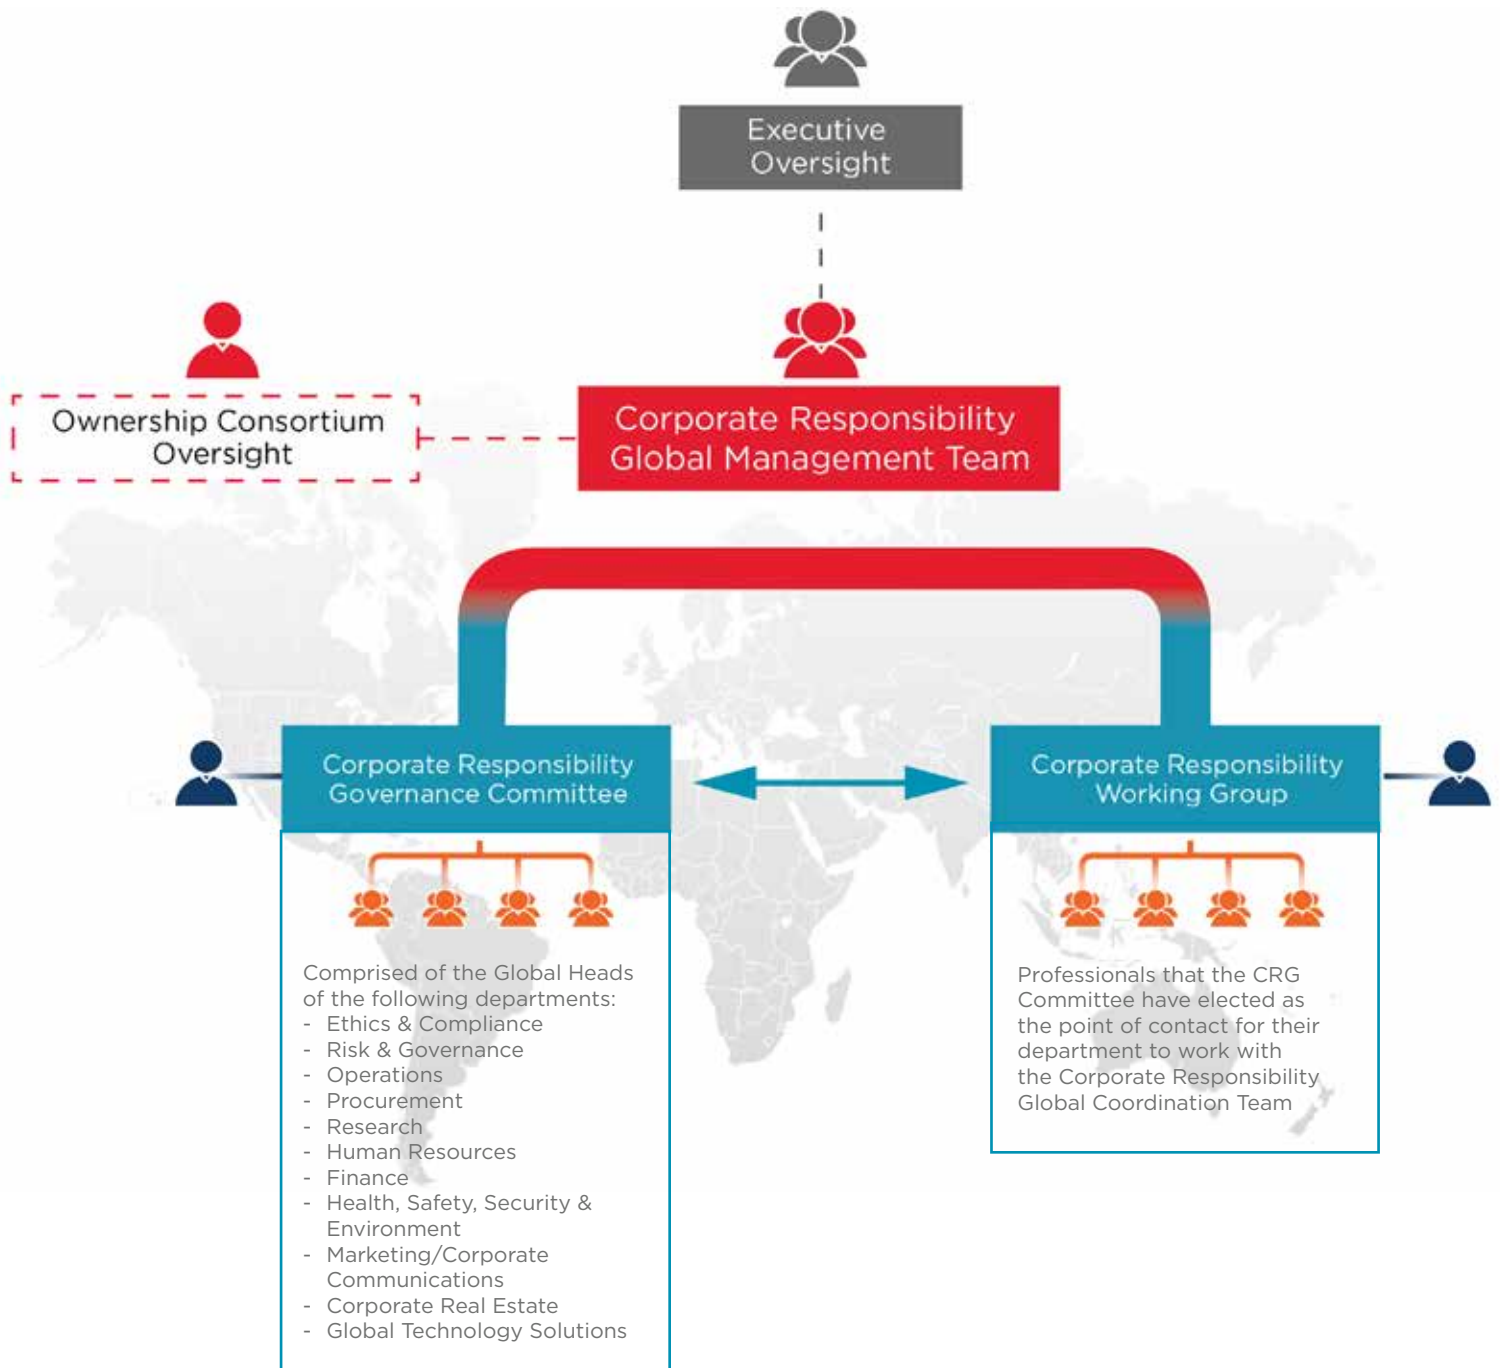 Executive
Oversight
Ownership Consortium
Oversight
Corporate Responsibility
Global Management Team
Corporate Responsibility
Governance Committee
Corporate Responsibility
Working Group
Comprised of the Global Heads
of the following departments:
- Ethics & Compliance
- Risk & Governance
- Operations
- Procurement
- Research
- Human Resources
- Finance
- Health, Safety, Security &
Environment
- Marketing/Corporate
Communications
- Corporate Real Estate
- Global Technology Solutions
Professionals that the CRG
Committee have elected as
the point of contact for their
department to work with
the Corporate Responsibility
Global Coordination Team